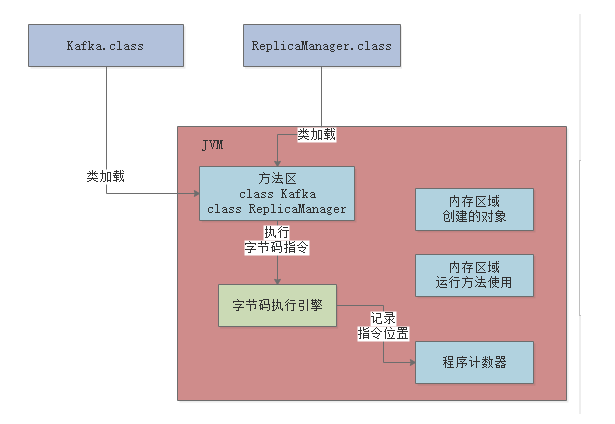 Kafka.class
ReplicaManager.class
类加载
JVM
类加载
方法区
class Kafka
class ReplicaManager
内存区域
创建的对象
执行
字节码指令
内存区域
运行方法使用
字节码执行引擎
记录
指令位置
程序计数器